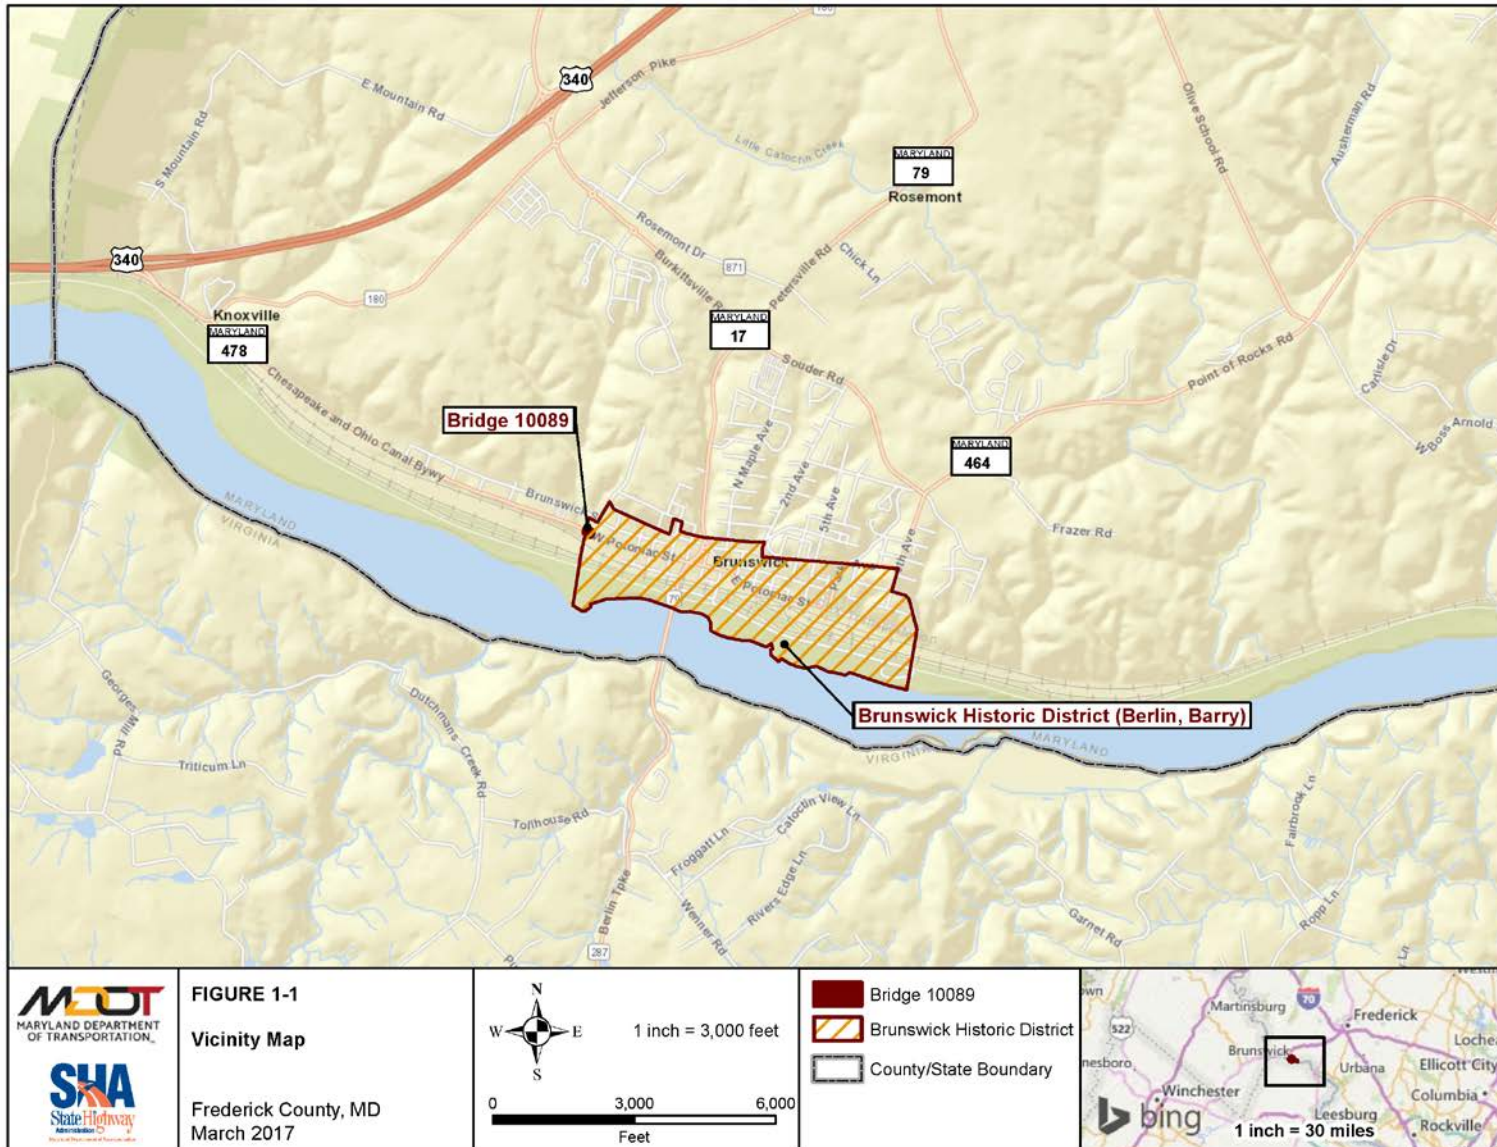 180
340
Jefferson Pike
E Mountain Rd
S Mountain Rd
Olive School Rd
Ausherman Rd
Little Catoctin Creek
MARYLAND
79
Rosemont
Rosemont Dr
871
Burkittsville R
Petersville Rd
Chick Ln
340
180
Knoxville
MARYLAND
478
MARYLAND
17
Souder Rd
Point of Rocks Rd
Carlisle Dr
W Boss Arnold
Chesapeake and Ohio Canal Bywy
Bridge 10089
N Maple Ave
2nd Ave
5th Ave
MARYLAND
464
Frazer Rd
MARYLAND
VIRGINIA
Brunswick S
W Potomac St
Brunswick
E Potomac St
79
Brunswick Historic District (Berlin, Barry)
MARYLAND
VIRGINIA
Georges Mill Rd
Triticum Ln
Dutchmans Creek Rd
Tollhouse Rd
Froggatt Ln
Catoctin View Ln
Rivers Edge Ln
Wenner Rd
Berlin Tpke
287
Fairbrook Ln
Ropp Ln
Garnet Rd
MDOT
MARYLAND DEPARTMENT
OF TRANSPORTATION
SHA
State Highway
Administration
FIGURE 1-1
Vicinity Map
Frederick County, MD
March 2017
N
W E
S
1 inch = 3,000 feet
0 3,000 6,000
Feet
Bridge 10089
Brunswick Historic District
County/State Boundary
Martinsburg
70
Frederick
522
Brunswick
Urbana
Ellicott City
nesboro
Winchester
Columbia
Leesburg
Rockville
bing
1 inch = 30 miles